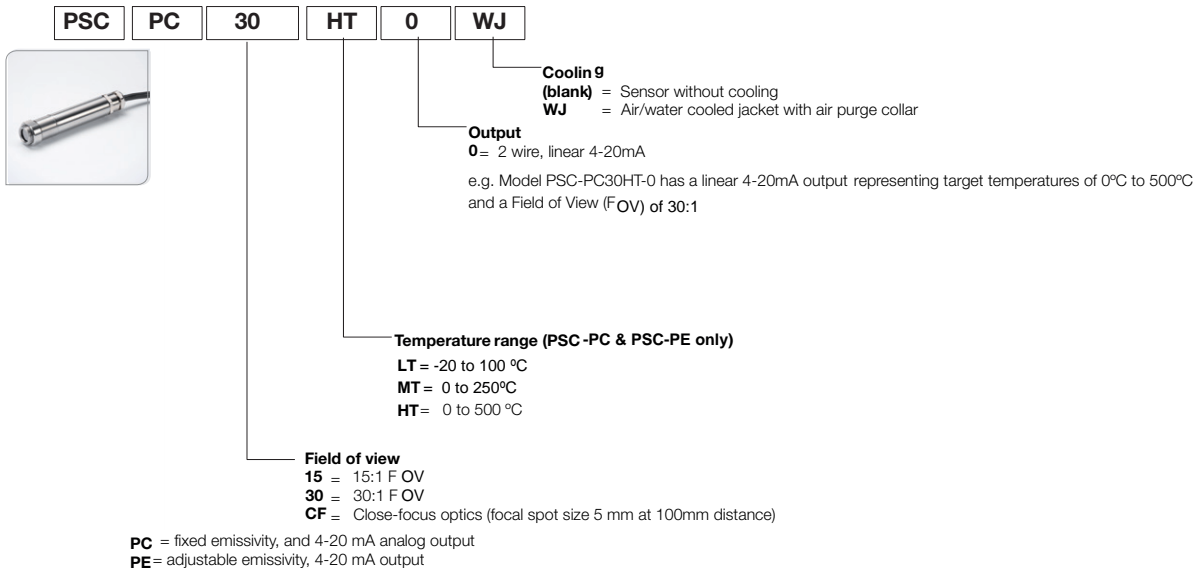 PSC PC 30 HT 0 WJ
Cooling
(blank) = Sensor without cooling
WJ = Air/water cooled jacket with air purge collar
Output
0= 2 wire, linear 4-20mA
e.g. Model PSC-PC30HT-0 has a linear 4-20mA output representing target temperatures of 0ºC to 500ºC
and a Field of View (FOV) of 30:1
Temperature range (PSC-PC & PSC-PE only)
LT = -20 to 100 ºC
MT = 0 to 250ºC
HT= 0 to 500 ºC
Field of view
15 = 15:1 F OV
30 = 30:1 F OV
CF = Close-focus optics (focal spot size 5 mm at 100mm distance)
PC = fixed emissivity, and 4-20 mA analog output
PE= adjustable emissivity, 4-20 mA output